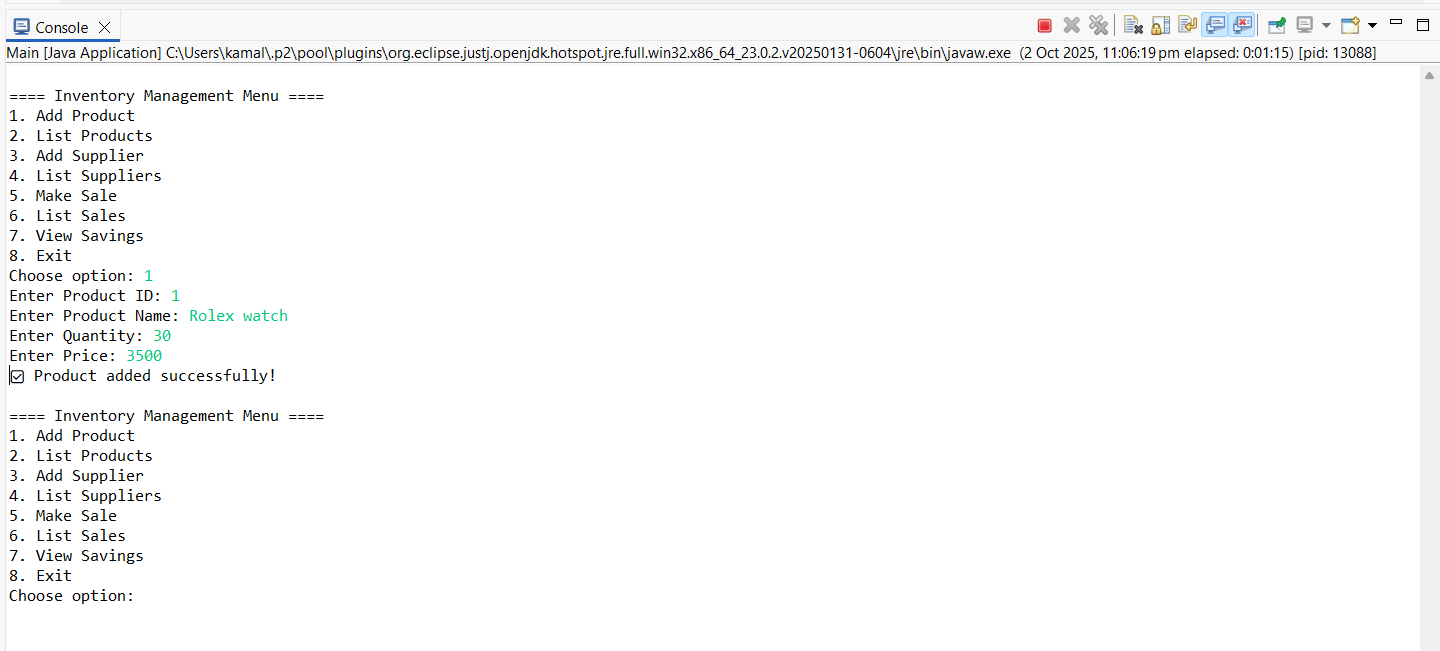 Console
Main [Java Application] C:\Users\kamal\.p2\pool\plugins\org.eclipse.justj.openjdk.hotspot.jre.full.win32.x86_64_23.0.2.v20250131-0604\jre\bin\javaw.exe (2 Oct 2025, 11:06:19 pm elapsed: 0:01:15) [pid: 13088]
==== Inventory Management Menu ====
1. Add Product
2. List Products
3. Add Supplier
4. List Suppliers
5. Make Sale
6. List Sales
7. View Savings
8. Exit
Choose option: 1
Enter Product ID: 1
Enter Product Name: Rolex watch
Enter Quantity: 30
Enter Price: 3500
☑ Product added successfully!
==== Inventory Management Menu ====
1. Add Product
2. List Products
3. Add Supplier
4. List Suppliers
5. Make Sale
6. List Sales
7. View Savings
8. Exit
Choose option: